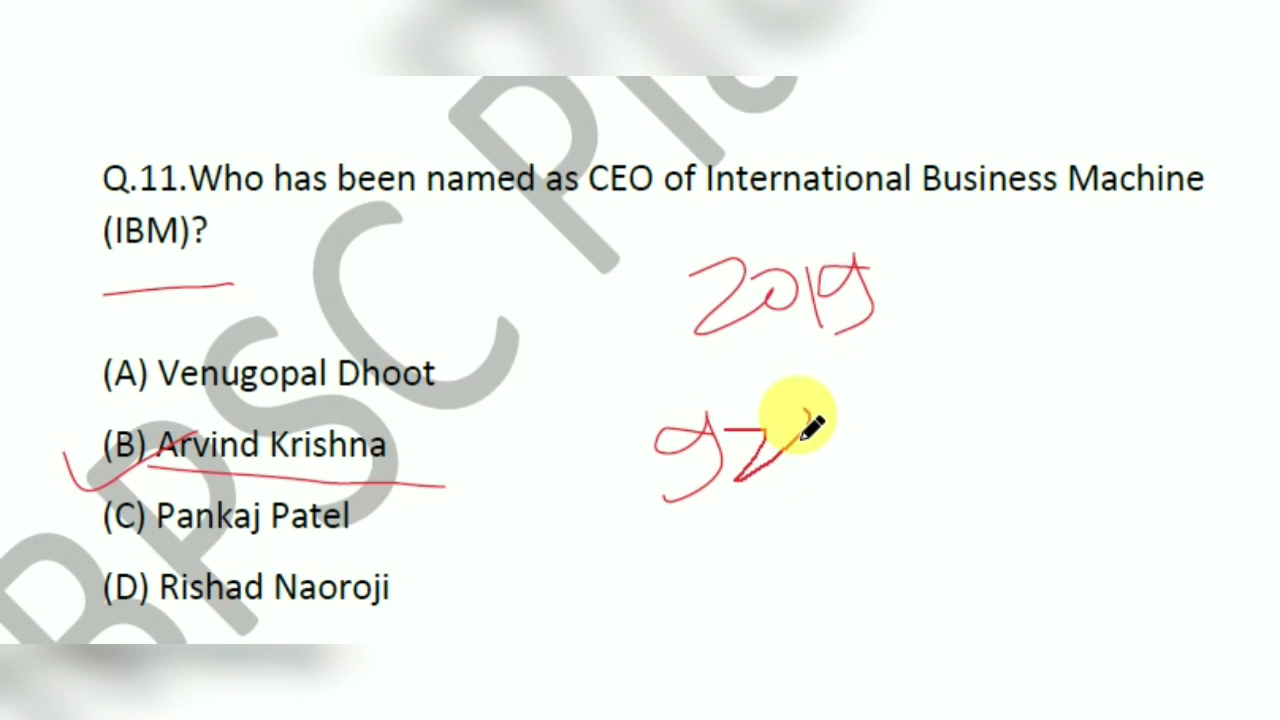 Q.11.Who has been named as CEO of International Business Machine
(IBM)?
2019
(A) Venugopal Dhoot
(B) Arvind Krishna
(C) Pankaj Patel
(D) Rishad Naoroji
BPSC